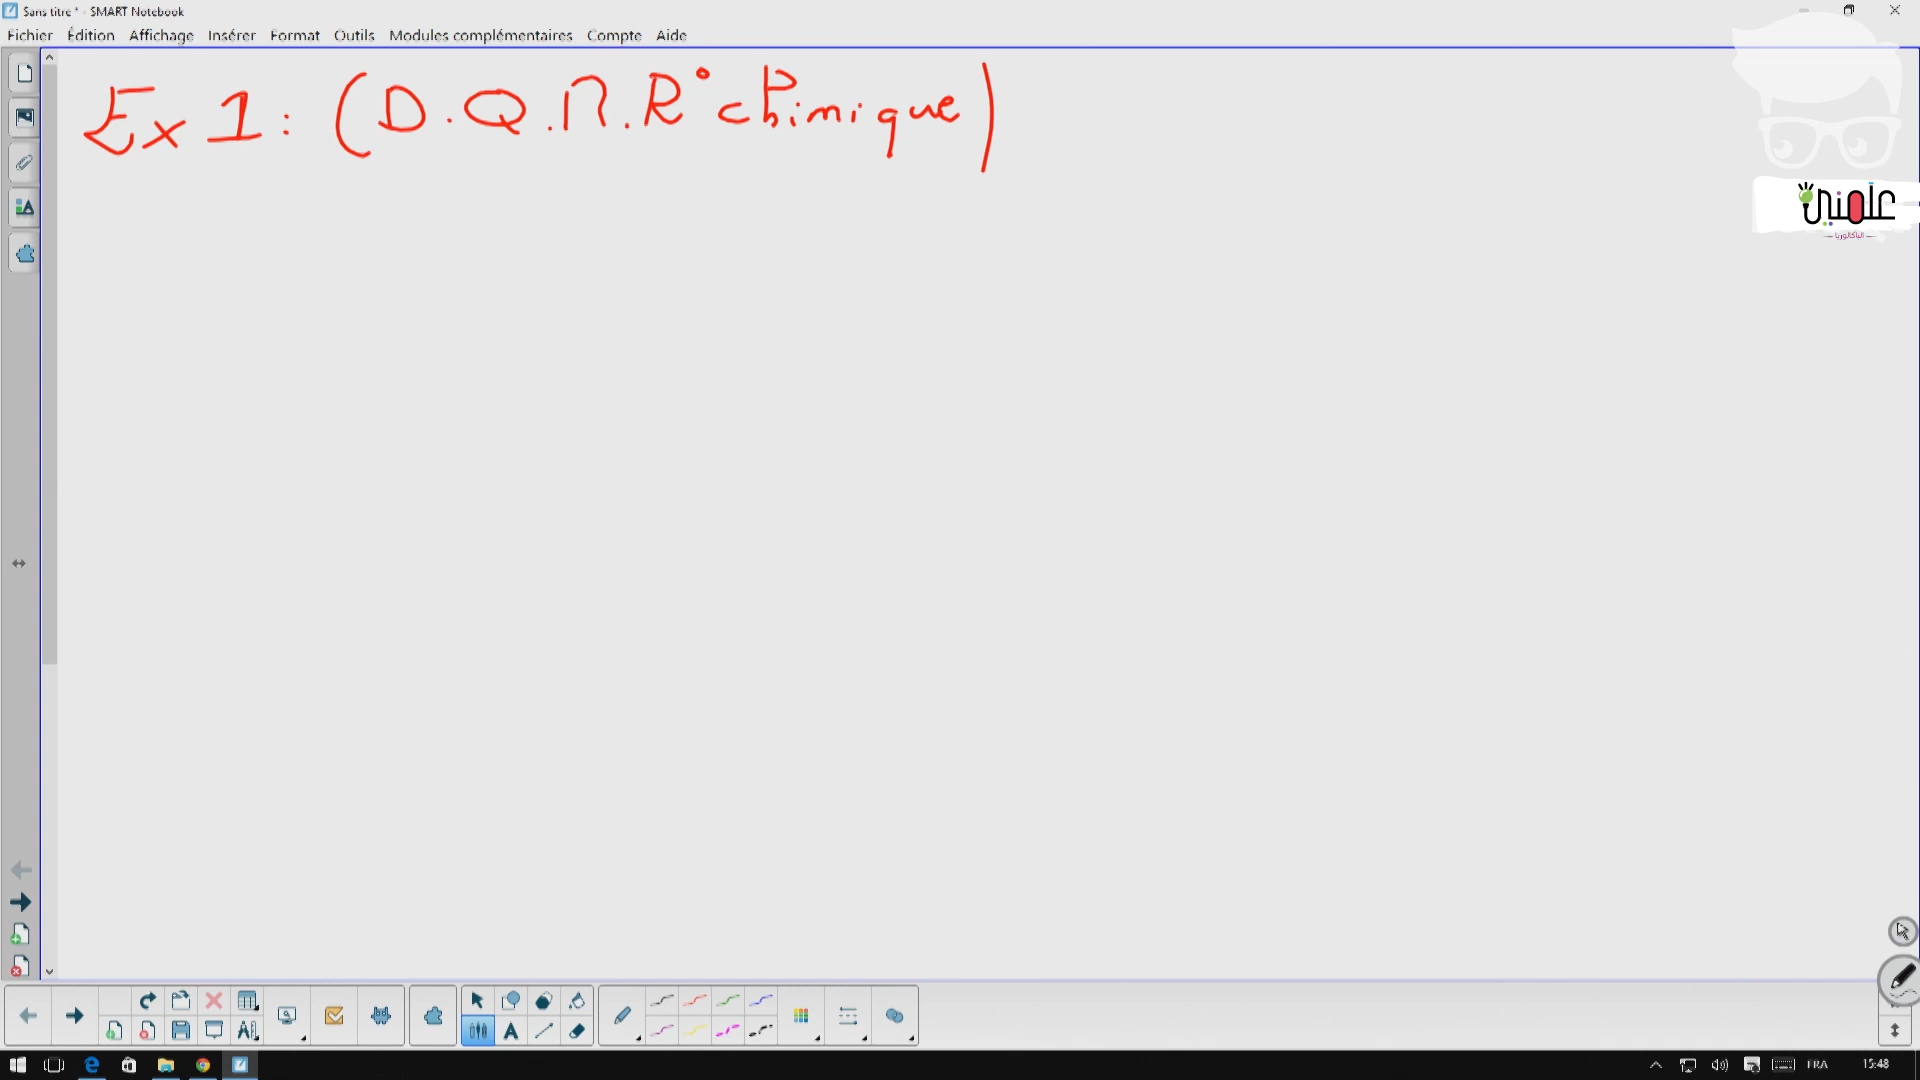 Sans titre * - SMART Notebook
Fichier Édition Affichage Insérer Format Outils Modules complémentaires Compte Aide
Ex 1: (D.Q.M.R° chimique)
علمني
الباكالوريا
FRA 15:48